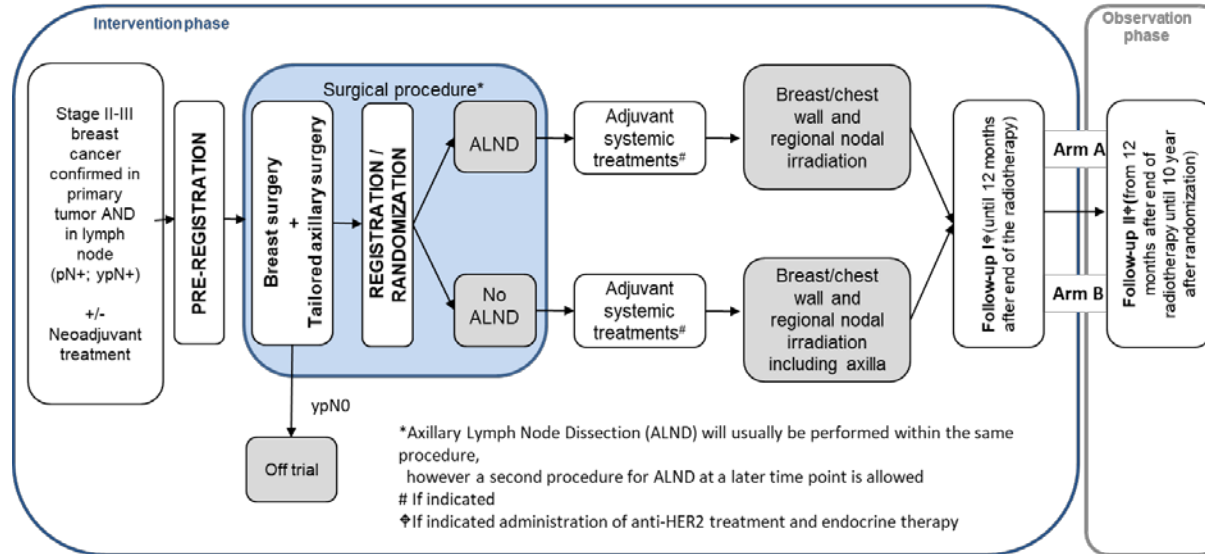 Intervention phase
Observation
phase
Stage II-III
breast
cancer
confirmed in
primary
tumor AND
in lymph
node
(pN+; ypN+)
+/-
Neoadjuvant
treatment
PRE-REGISTRATION
Surgical procedure*
Breast surgery
+
Tailored axillary surgery
REGISTRATION /
RANDOMIZATION
ALND
No
ALND
Adjuvant
systemic
treatments#
Adjuvant
systemic
treatments#
Breast/chest
wall and
regional nodal
irradiation
Breast/chest
wall and
regional nodal
irradiation
including axilla
Follow-up I⌖(until 12 months
after end of the radiotherapy)
Arm A
Arm B
Follow-up II⌖(from 12
months after end of
radiotherapy until 10 year
after randomization)
ypN0
Off trial
*Axillary Lymph Node Dissection (ALND) will usually be performed within the same
procedure,
however a second procedure for ALND at a later time point is allowed
# If indicated
⌖If indicated administration of anti-HER2 treatment and endocrine therapy